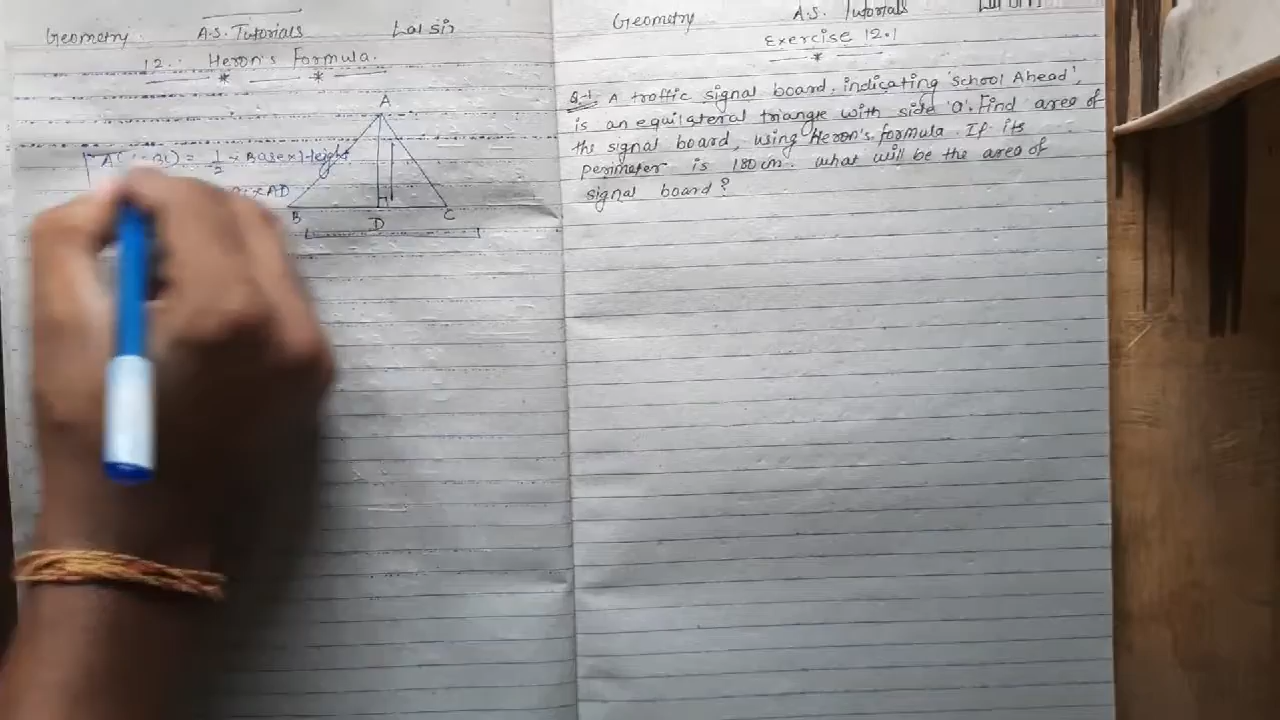 Geometry A.S. Tutorials Lal sir
12. Heron's Formula.
A
= 1/2 × Base × Height
× AD
B D C
Geometry A.S. Tutorials
Exercise 12.1
Q-1 A traffic signal board, indicating 'School Ahead',
is an equilateral triangle with side 'a'. Find area of
the signal board, using Heron's formula. If its
perimeter is 180 cm. what will be the area of
signal board?